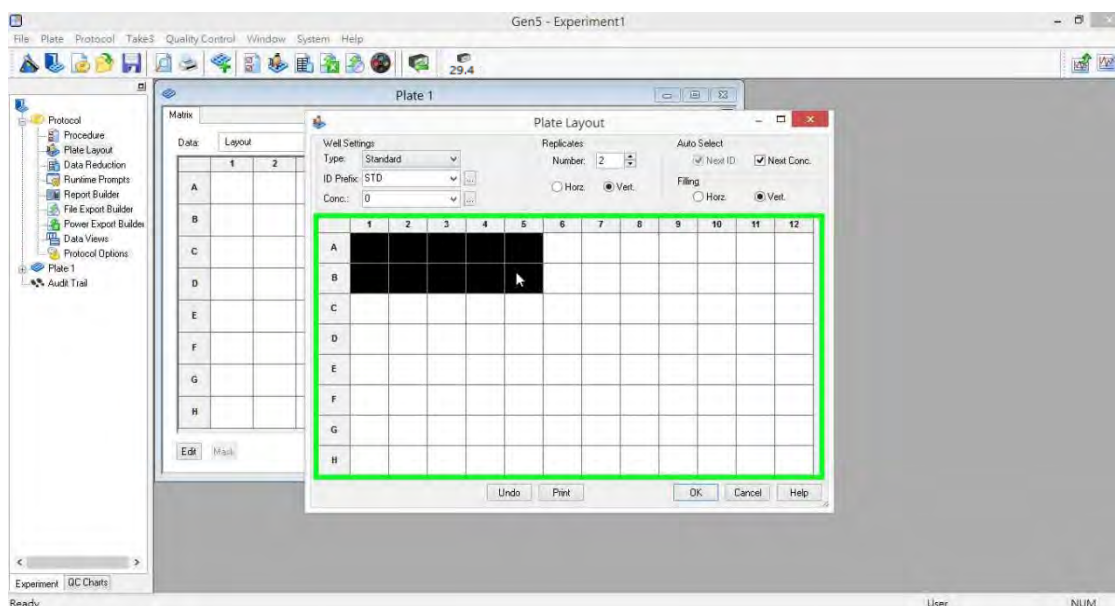 Gen5 - Experiment1
File Plate Protocol Take3 Quality Control Window System Help
29.4
Protocol
Procedure
Plate Layout
Data Reduction
Runtime Prompts
Report Builder
File Export Builder
Power Export Builder
Data Views
Protocol Options
Plate 1
Audit Trail
Experiment QC Charts
Plate 1
Matrix
Data: Layout
1 2
A
B
C
D
E
F
G
H
Edit Mask
Plate Layout
Well Settings
Type: Standard
ID Prefix: STD ...
Conc.: 0 ...
Replicates
Number: 2
Horz. Vert.
Auto Select
Next ID Next Conc.
Filling
Horz. Vert.
1 2 3 4 5 6 7 8 9 10 11 12
A
B
C
D
E
F
G
H
Undo Print OK Cancel Help
Ready User NUM